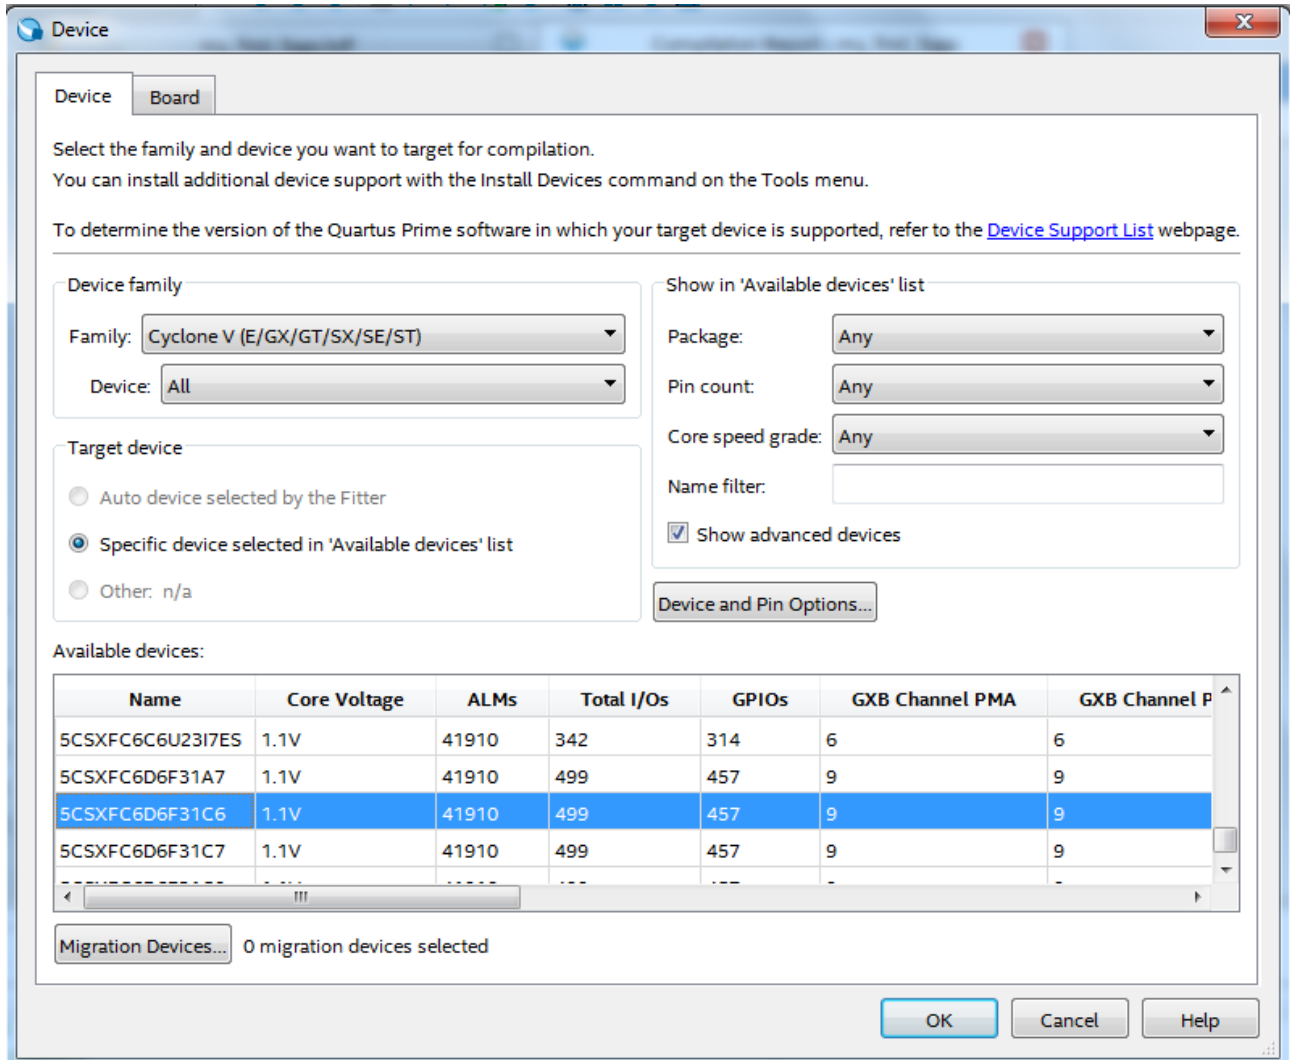 Device
Device Board
Select the family and device you want to target for compilation.
You can install additional device support with the Install Devices command on the Tools menu.
To determine the version of the Quartus Prime software in which your target device is supported, refer to the Device Support List webpage.
Device family
Family: Cyclone V (E/GX/GT/SX/SE/ST)
Device: All
Show in 'Available devices' list
Package: Any
Pin count: Any
Core speed grade: Any
Name filter:
Show advanced devices
Target device
Auto device selected by the Fitter
Specific device selected in 'Available devices' list
Other: n/a
Device and Pin Options...
Available devices:
Name Core Voltage ALMs Total I/Os GPIOs GXB Channel PMA GXB Channel P
5CSXFC6C6U23I7ES 1.1V 41910 342 314 6 6
5CSXFC6D6F31A7 1.1V 41910 499 457 9 9
5CSXFC6D6F31C6 1.1V 41910 499 457 9 9
5CSXFC6D6F31C7 1.1V 41910 499 457 9 9
Migration Devices... 0 migration devices selected
OK Cancel Help